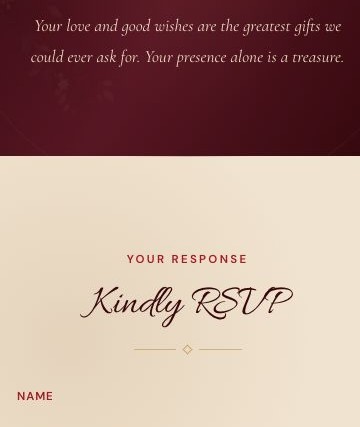 Your love and good wishes are the greatest gifts we
could ever ask for. Your presence alone is a treasure.
YOUR RESPONSE
Kindly RSVP
NAME